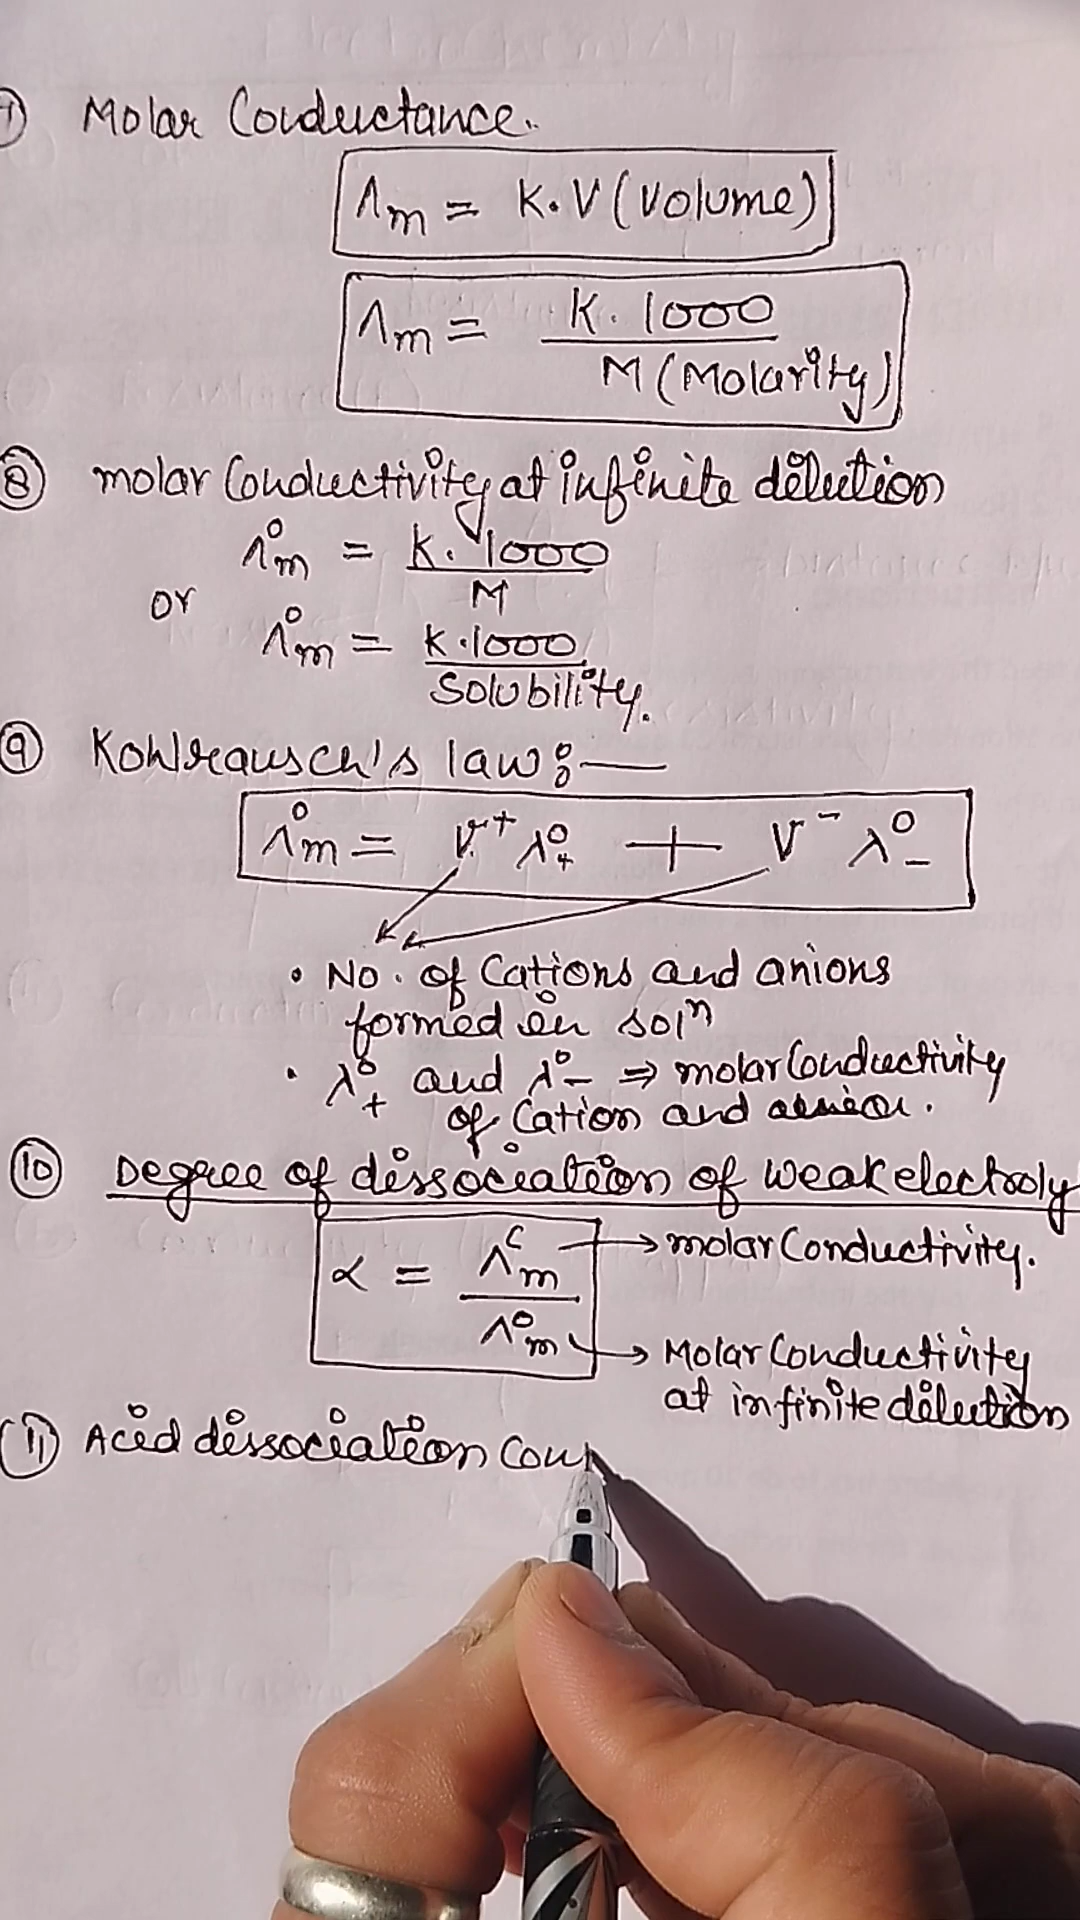 ⑦ Molar Conductance.
Λm = K.V (Volume)
Λm = K. 1000
M (Molarity)
⑧ molar Conductivity at infinite dilution
Λ°m = K. 1000
M
or
Λ°m = K.1000
Solubility.
⑨ Kohlreausch's law :—
Λ°m = V+ λ°+ + V- λ°-
• No. of Cations and anions
formed in solⁿ
• λ°+ and λ°- ⇒ molar Conductivity
of Cation and anion.
⑩ Degree of dissociation of weak electroly
α = Λᶜm → molar Conductivity.
Λ°m → Molar Conductivity
at infinite dilution
⑪ Acid dissociation Con